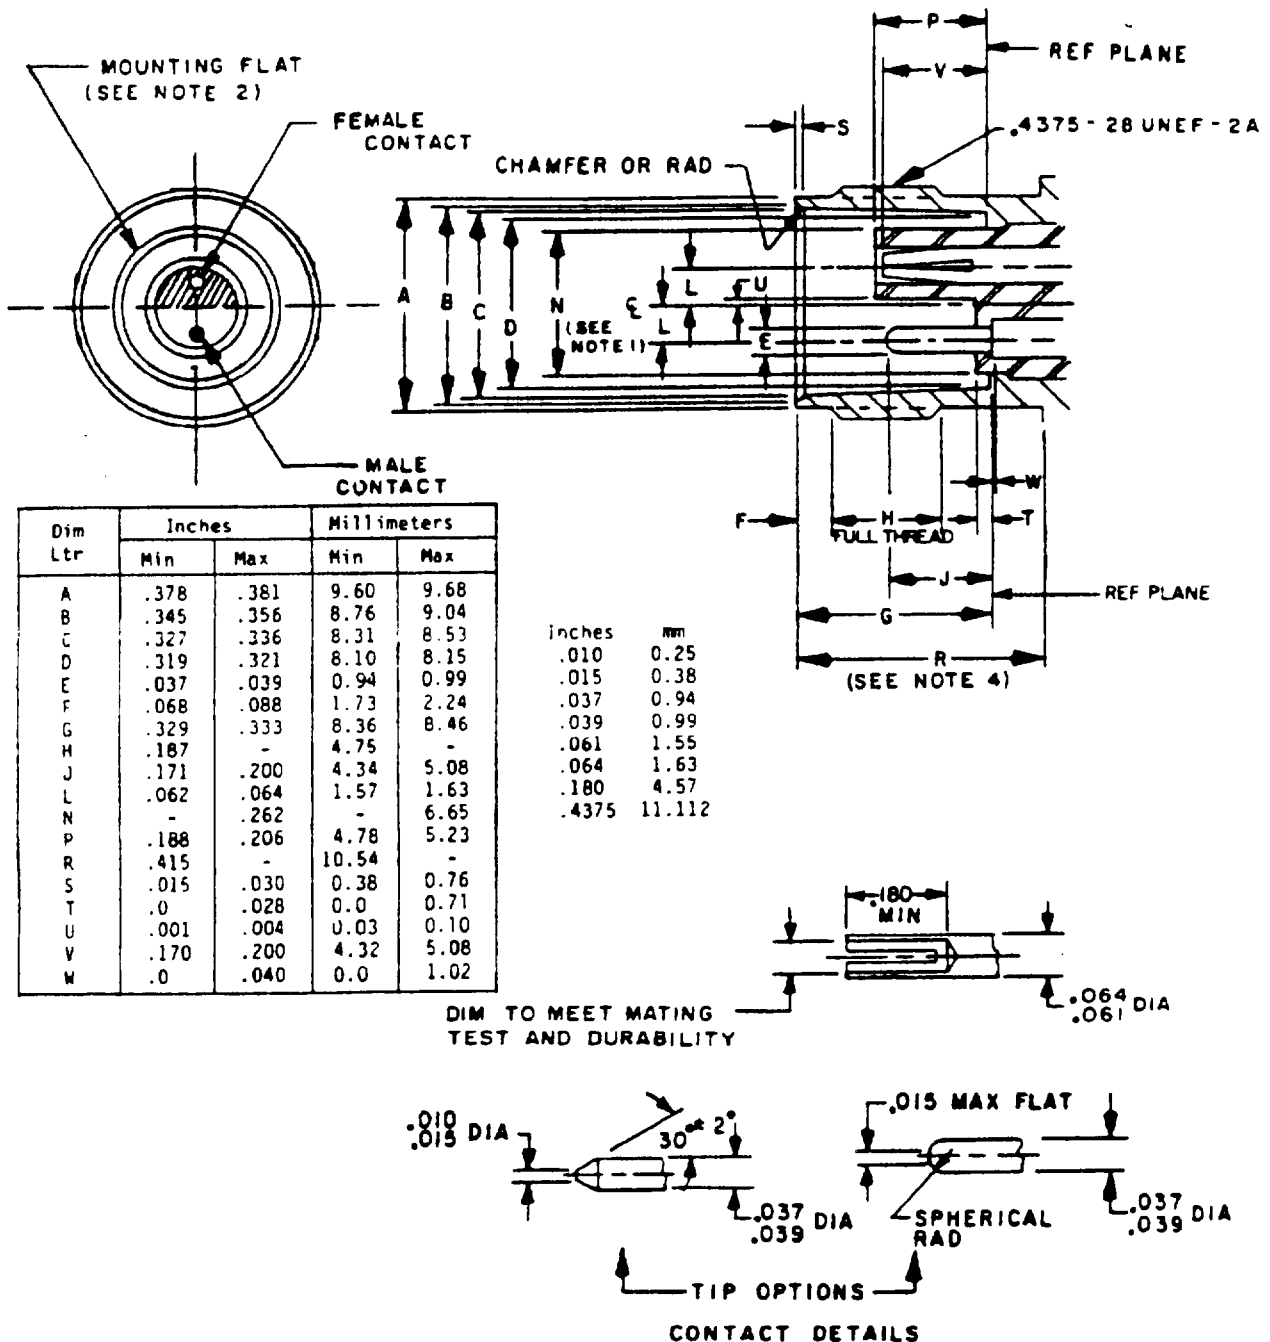 MOUNTING FLAT
(SEE NOTE 2)
FEMALE
CONTACT
P
REF PLANE
V
S
.4375-28 UNEF-2A
CHAMFER OR RAD
A
B
C
D
N
(SEE
NOTE 1)
L
℄
L
U
E
MALE
CONTACT
W
F
H
FULL THREAD
T
J
REF PLANE
G
R
(SEE NOTE 4)
Dim Ltr Inches Millimeters
Min Max Min Max
A .378 .381 9.60 9.68
B .345 .356 8.76 9.04
C .327 .336 8.31 8.53
D .319 .321 8.10 8.15
E .037 .039 0.94 0.99
F .068 .088 1.73 2.24
G .329 .333 8.36 8.46
H .187 - 4.75 -
J .171 .200 4.34 5.08
L .062 .064 1.57 1.63
N - .262 - 6.65
P .188 .206 4.78 5.23
R .415 - 10.54 -
S .015 .030 0.38 0.76
T .0 .028 0.0 0.71
U .001 .004 0.03 0.10
V .170 .200 4.32 5.08
W .0 .040 0.0 1.02
inches mm
.010 0.25
.015 0.38
.037 0.94
.039 0.99
.061 1.55
.064 1.63
.180 4.57
.4375 11.112
.180
MIN
DIM TO MEET MATING
TEST AND DURABILITY
.064
.061 DIA
.010
.015 DIA
30°± 2°
.037
.039 DIA
.015 MAX FLAT
SPHERICAL
RAD
.037
.039 DIA
TIP OPTIONS
CONTACT DETAILS